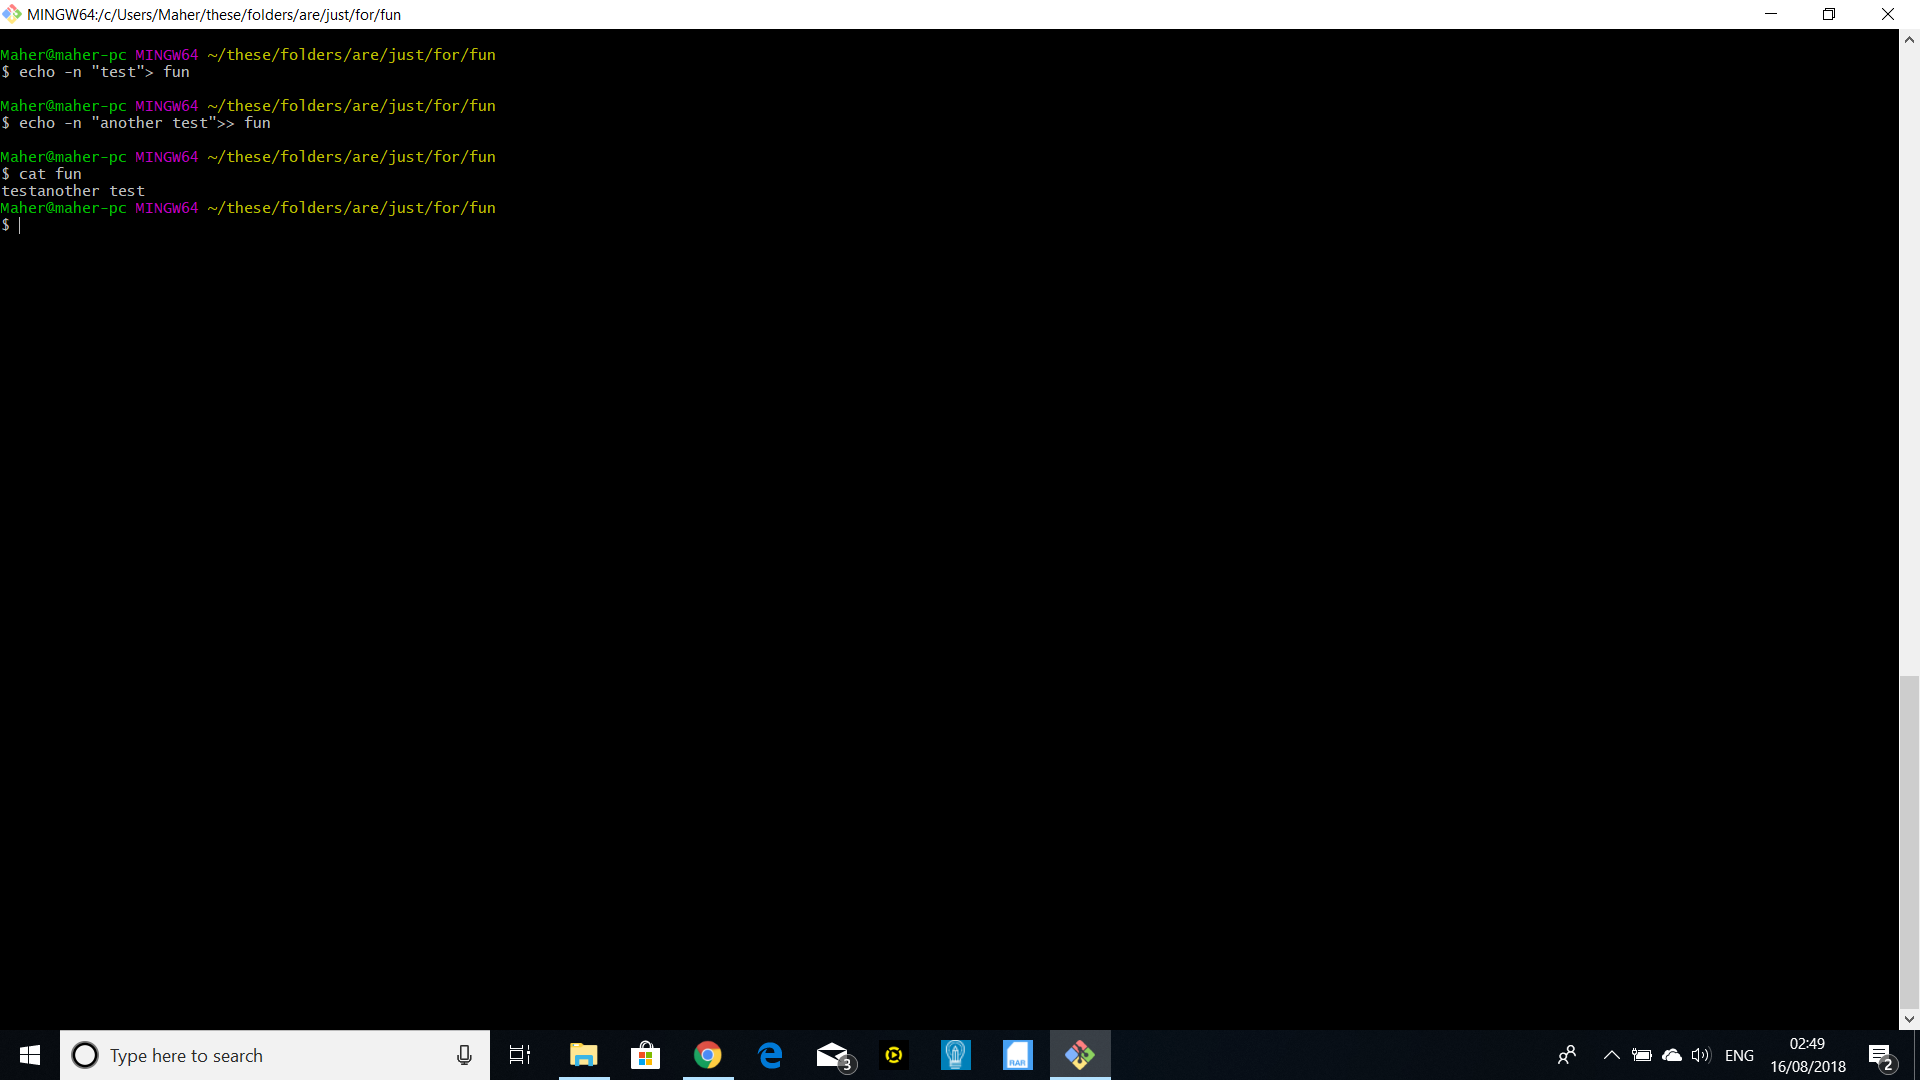 MINGW64:/c/Users/Maher/these/folders/are/just/for/fun
Maher@maher-pc MINGW64 ~/these/folders/are/just/for/fun
$ echo -n "test"> fun
Maher@maher-pc MINGW64 ~/these/folders/are/just/for/fun
$ echo -n "another test">> fun
Maher@maher-pc MINGW64 ~/these/folders/are/just/for/fun
$ cat fun
testanother test
Maher@maher-pc MINGW64 ~/these/folders/are/just/for/fun
$
Type here to search
3
RAR
ENG
02:49
16/08/2018
2